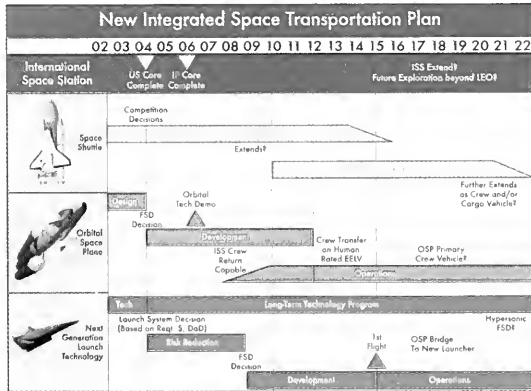 New Integrated Space Transportation Plan
02 03 04 05 06 07 08 09 10 11 12 13 14 15 16 17 18 19 20 21 22
International
Space Station
US Core
Complete
IP Core
Complete
ISS Extend?
Future Exploration beyond LEO?
Space
Shuttle
Competition
Decisions
Extends?
Further Extends
as Crew and/or
Cargo Vehicle?
Orbital
Space
Plane
Design
FSD
Decision
Orbital
Tech Demo
Development
ISS Crew
Return
Capable
Crew Transfer
on Human
Rated EELV
OSP Primary
Crew Vehicle?
Operations
Next
Generation
Launch
Technology
Tech
Long-Term Technology Program
Launch System Decision
(Based on Reqt. $, DoD)
Hypersonic
FSD?
Risk Reduction
FSD
Decision
1st
Flight
OSP Bridge
To New Launcher
Development
Operations